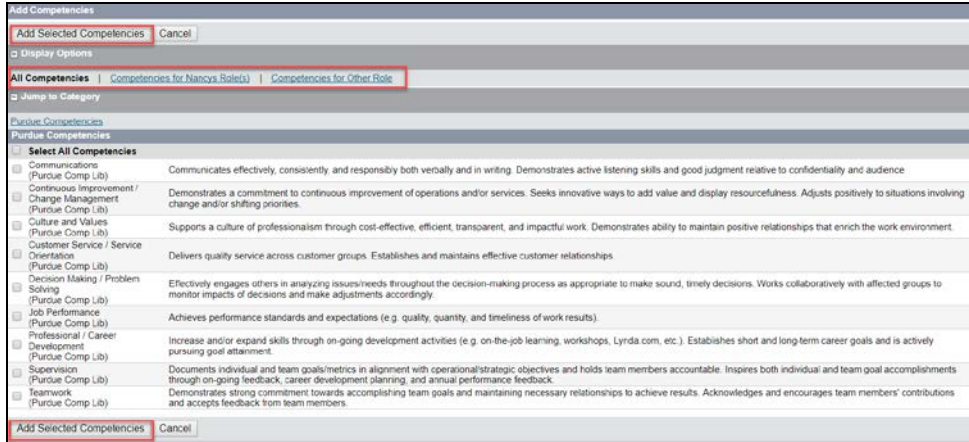 Add Competencies
Add Selected Competencies Cancel
Display Options
All Competencies | Competencies for Nancys Role(s) | Competencies for Other Role
Jump to Category
Purdue Competencies
Purdue Competencies
Select All Competencies
Communications
(Purdue Comp Lib)
Communicates effectively, consistently, and responsibly both verbally and in writing. Demonstrates active listening skills and good judgment relative to confidentiality and audience
Continuous Improvement /
Change Management
(Purdue Comp Lib)
Demonstrates a commitment to continuous improvement of operations and/or services. Seeks innovative ways to add value and display resourcefulness. Adjusts positively to situations involving
change and/or shifting priorities.
Culture and Values
(Purdue Comp Lib)
Supports a culture of professionalism through cost-effective, efficient, transparent, and impactful work. Demonstrates ability to maintain positive relationships that enrich the work environment.
Customer Service / Service
Orientation
(Purdue Comp Lib)
Delivers quality service across customer groups. Establishes and maintains effective customer relationships.
Decision Making / Problem
Solving
(Purdue Comp Lib)
Effectively engages others in analyzing issues/needs throughout the decision-making process as appropriate to make sound, timely decisions. Works collaboratively with affected groups to
monitor impacts of decisions and make adjustments accordingly.
Job Performance
(Purdue Comp Lib)
Achieves performance standards and expectations (e.g. quality, quantity, and timeliness of work results).
Professional / Career
Development
(Purdue Comp Lib)
Increase and/or expand skills through on-going development activities (e.g. on-the-job learning, workshops, Lynda.com, etc.). Establishes short and long-term career goals and is actively
pursuing goal attainment.
Supervision
(Purdue Comp Lib)
Documents individual and team goals/metrics in alignment with operational/strategic objectives and holds team members accountable. Inspires both individual and team goal accomplishments
through on-going feedback, career development planning, and annual performance feedback.
Teamwork
(Purdue Comp Lib)
Demonstrates strong commitment towards accomplishing team goals and maintaining necessary relationships to achieve results. Acknowledges and encourages team members' contributions
and accepts feedback from team members.
Add Selected Competencies Cancel